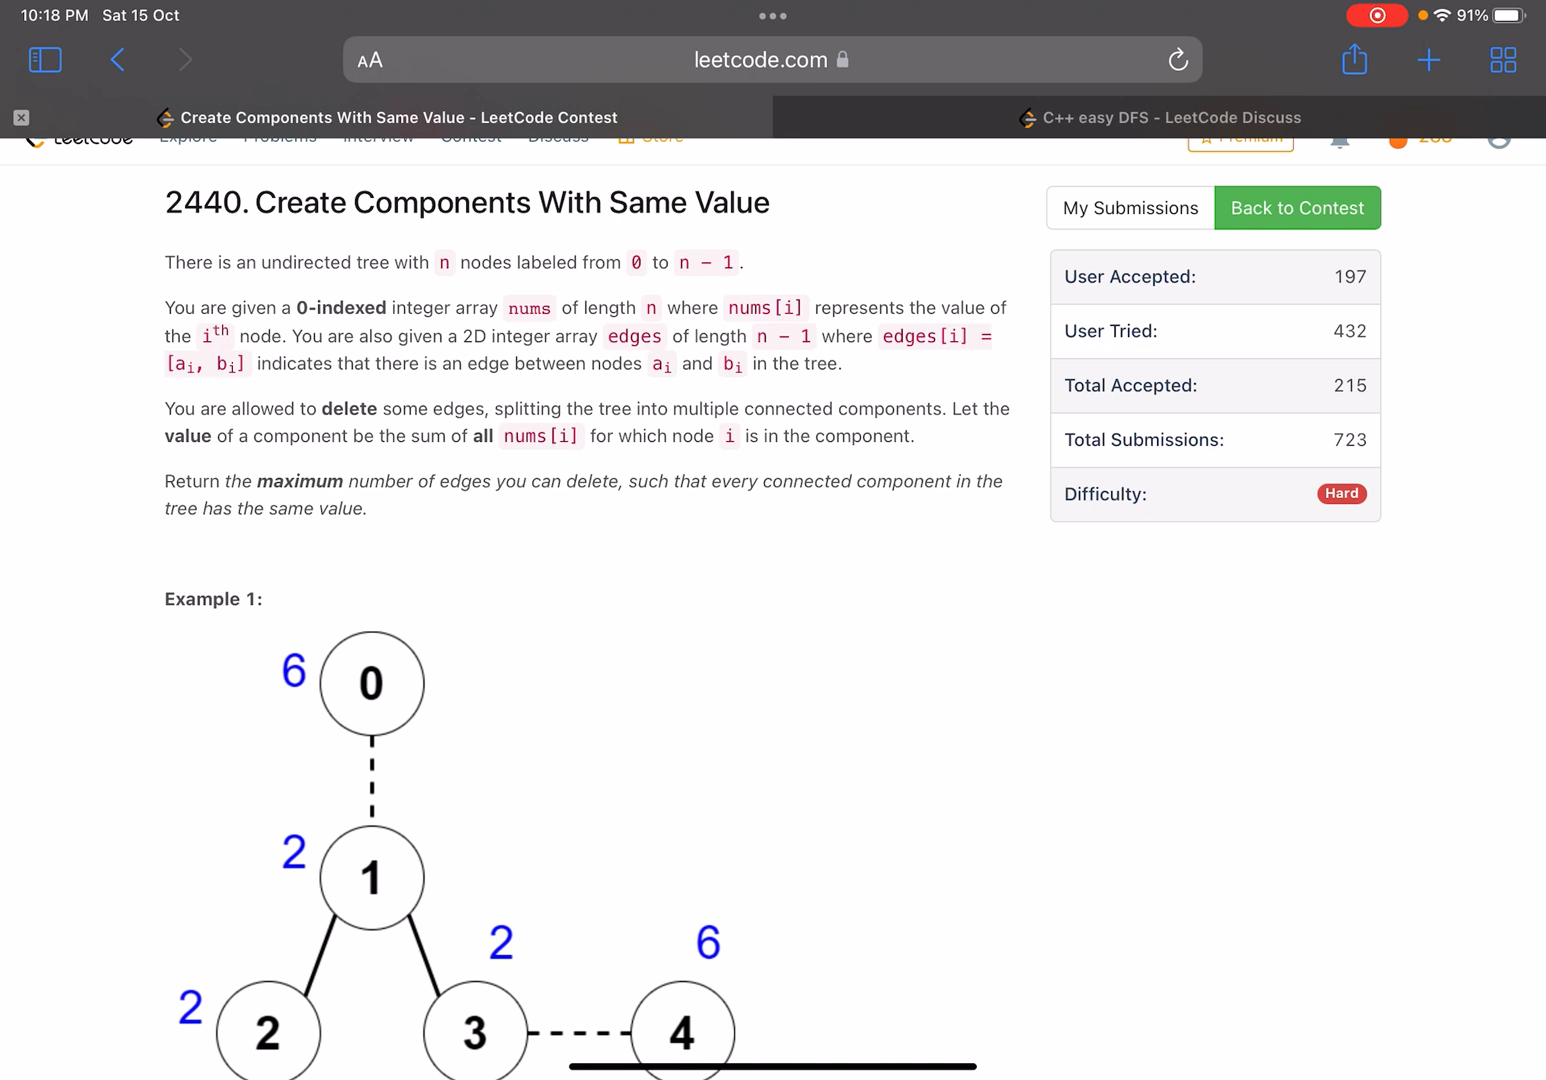 10:18 PM Sat 15 Oct
91%
AA
leetcode.com
Create Components With Same Value - LeetCode Contest
C++ easy DFS - LeetCode Discuss
LeetCode Explore Problems Interview Contest Discuss Store
Premium
2440. Create Components With Same Value
My Submissions
Back to Contest
There is an undirected tree with n nodes labeled from 0 to n - 1.
You are given a 0-indexed integer array nums of length n where nums[i] represents the value of
the ith node. You are also given a 2D integer array edges of length n - 1 where edges[i] =
[ai, bi] indicates that there is an edge between nodes ai and bi in the tree.
You are allowed to delete some edges, splitting the tree into multiple connected components. Let the
value of a component be the sum of all nums[i] for which node i is in the component.
Return the maximum number of edges you can delete, such that every connected component in the
tree has the same value.
User Accepted: 197
User Tried: 432
Total Accepted: 215
Total Submissions: 723
Difficulty: Hard
Example 1:
6
0
2
1
2
6
2
2
3
4